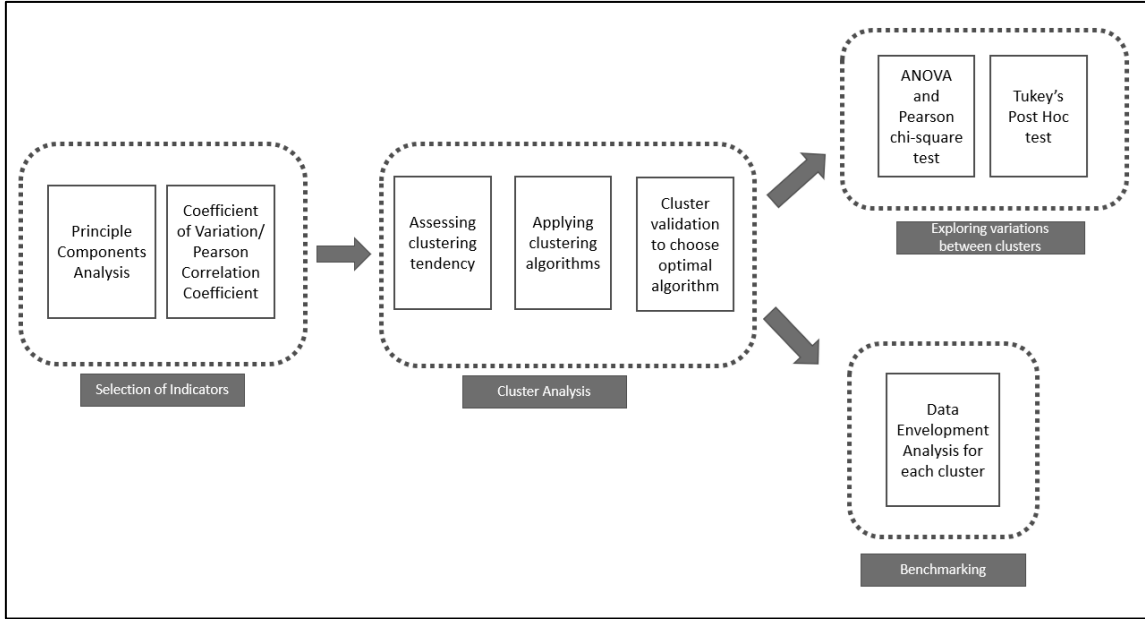 Principle
Components
Analysis
Coefficient
of Variation/
Pearson
Correlation
Coefficient
Selection of Indicators
Assessing
clustering
tendency
Applying
clustering
algorithms
Cluster
validation
to choose
optimal
algorithm
Cluster Analysis
ANOVA
and
Pearson
chi-square
test
Tukey's
Post Hoc
test
Exploring variations
between clusters
Data
Envelopment
Analysis for
each cluster
Benchmarking